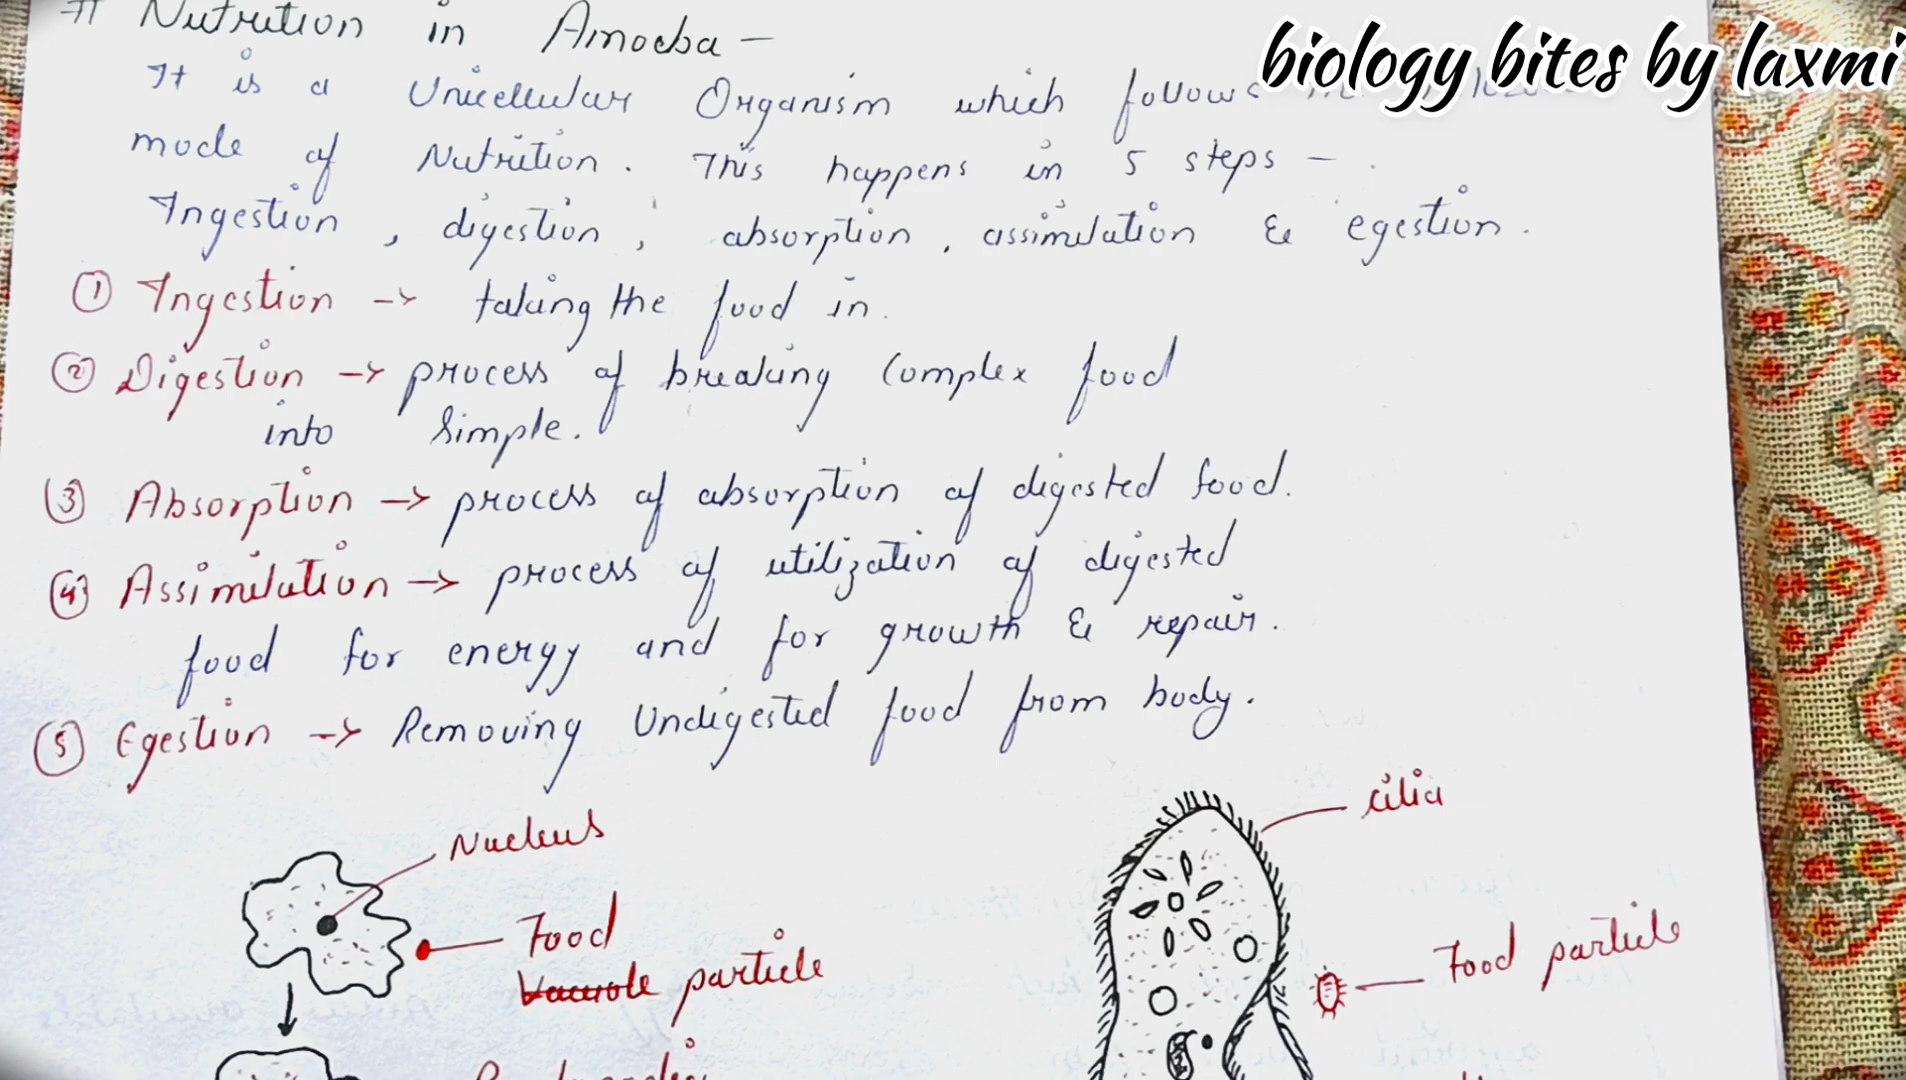 # Nutrition in Amoeba –
biology bites by laxmi
It is a Unicellular Organism which follows
mode of Nutrition. This happens in 5 steps –
Ingestion, digestion, absorption, assimilation & egestion.
① Ingestion -> taking the food in.
② Digestion -> process of breaking Complex food
into Simple.
③ Absorption -> process of absorption of digested food.
④ Assimilation -> process of utilization of digested
food for energy and for growth & repair.
⑤ Egestion -> Removing Undigested food from body.
Nucleus
Food
Vacuole particle
cilia
Food particle